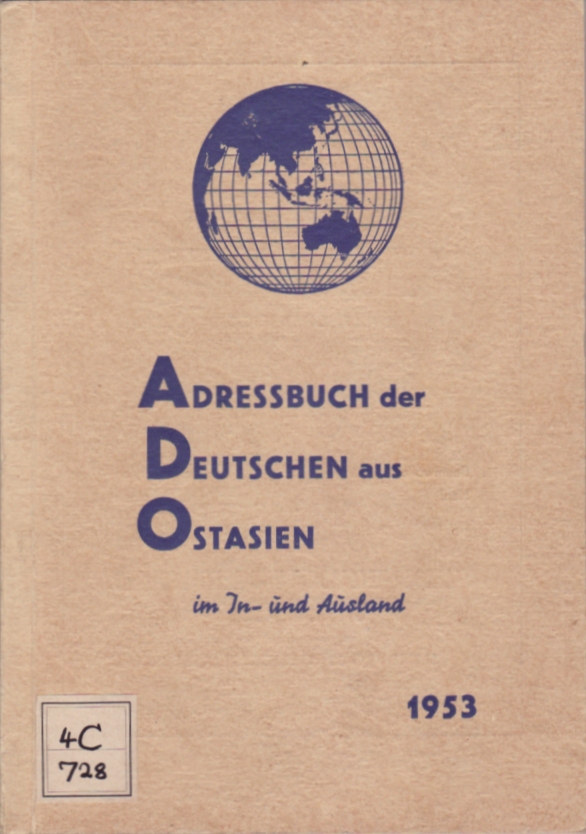 ADRESSBUCH der
DEUTSCHEN aus
OSTASIEN
im In- und Ausland
1953
4C
728